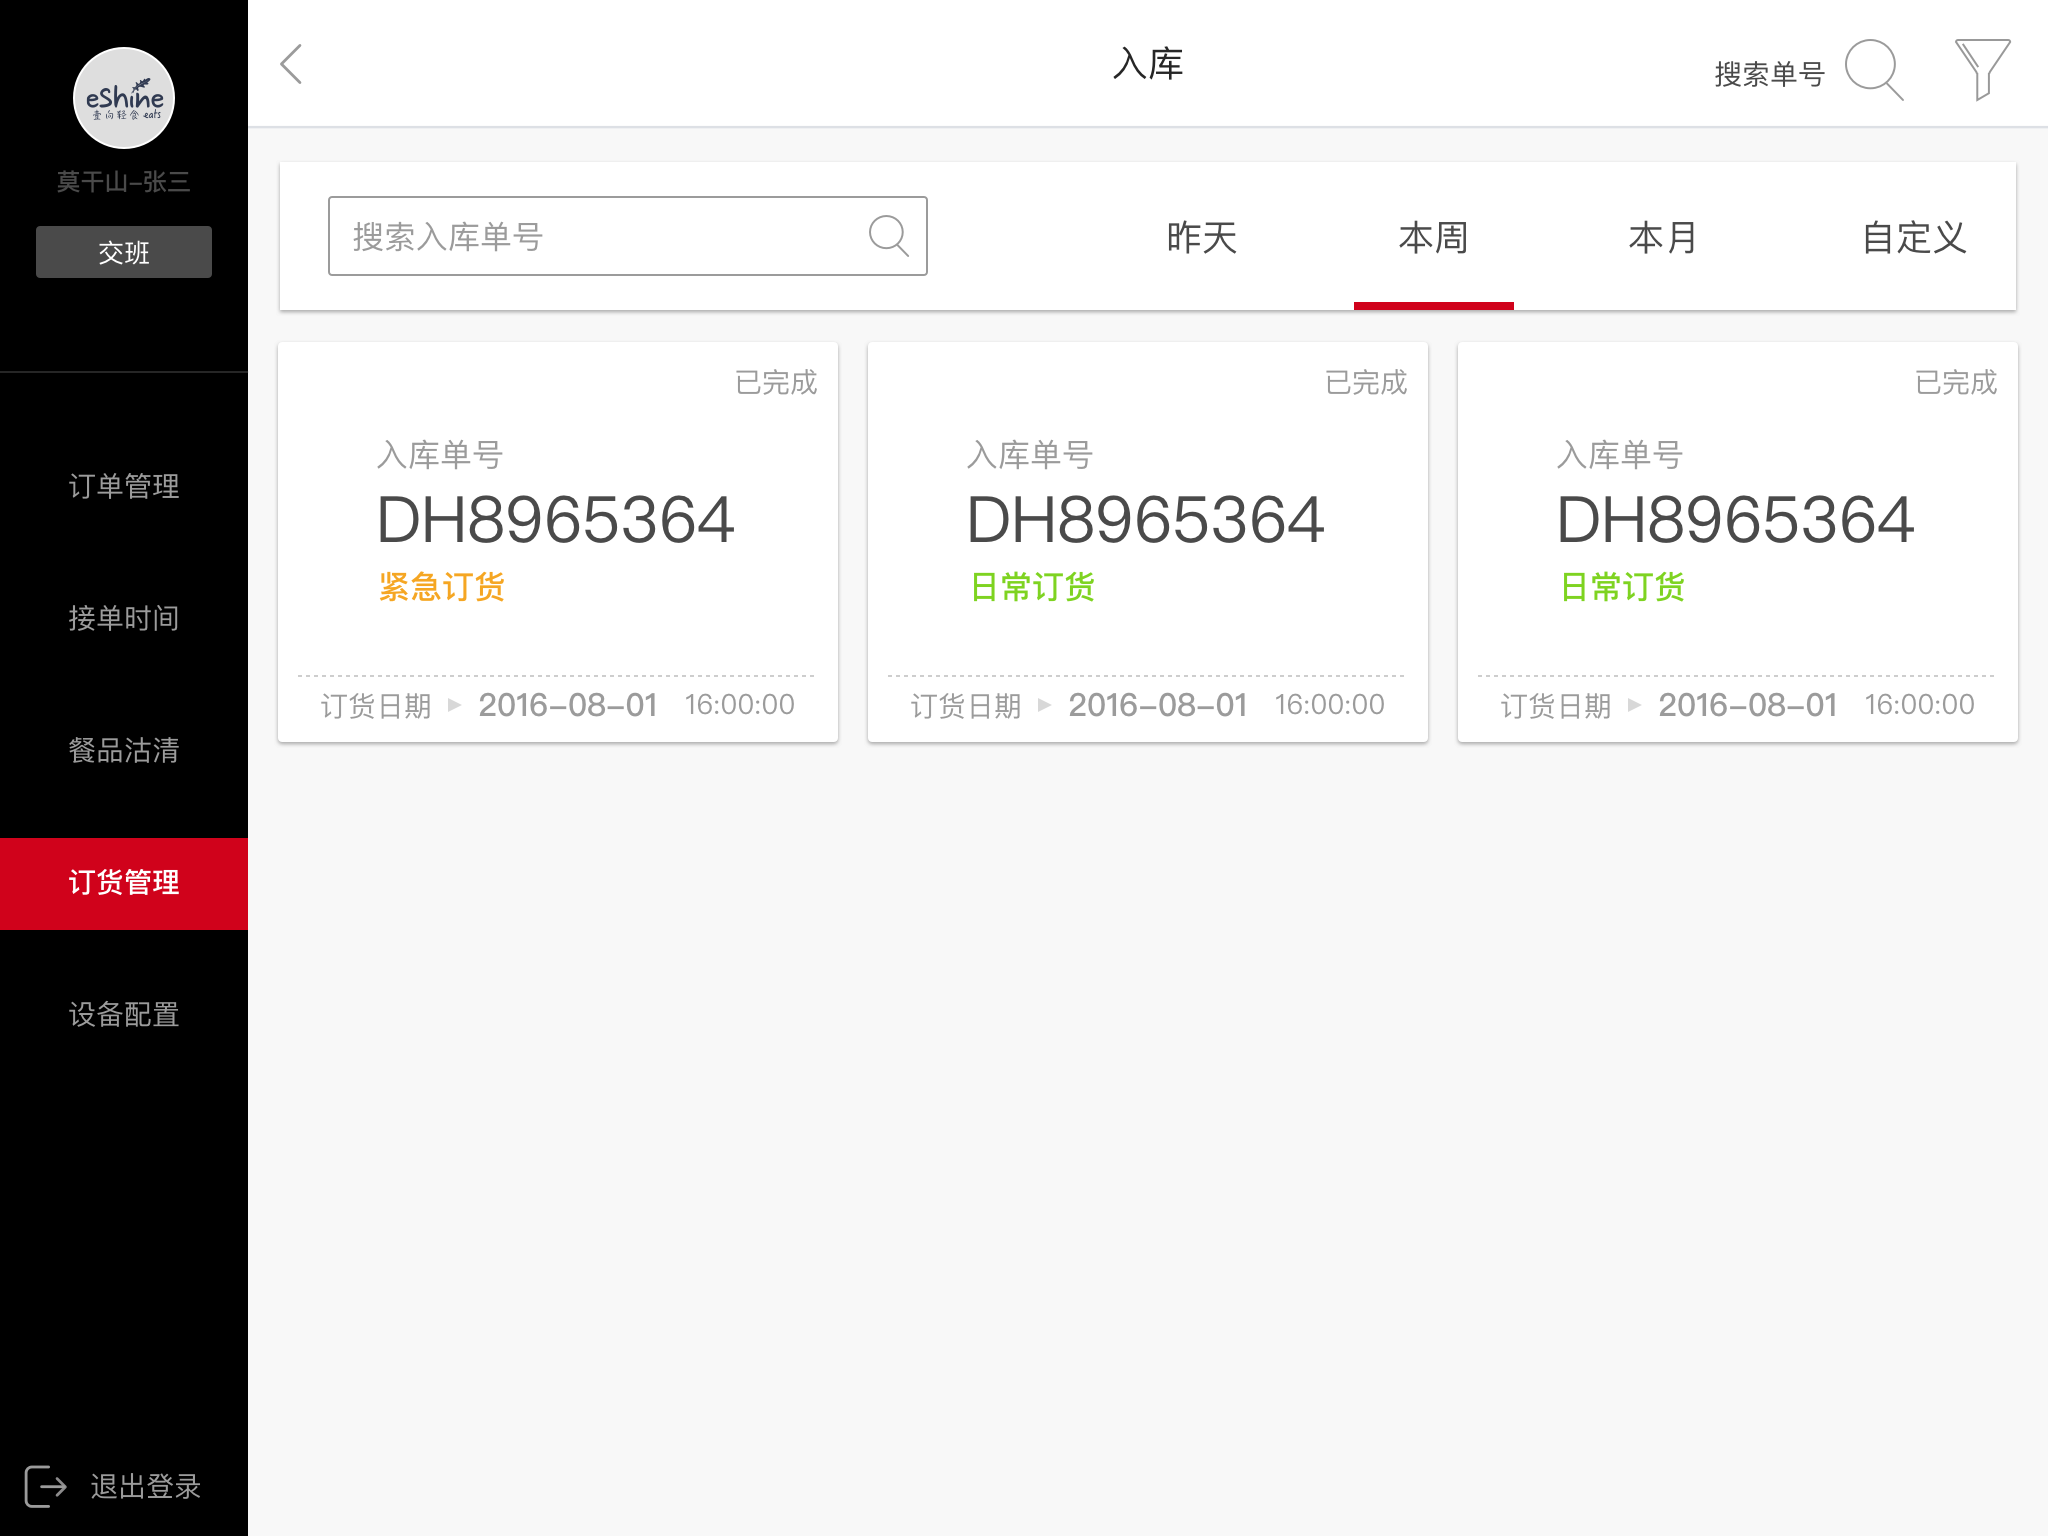 eShine
壹向轻食 eats
莫干山-张三
交班
订单管理
接单时间
餐品沽清
订货管理
设备配置
退出登录
入库
搜索单号
搜索入库单号
昨天
本周
本月
自定义
已完成
入库单号
DH8965364
紧急订货
订货日期 ▶ 2016-08-01 16:00:00
已完成
入库单号
DH8965364
日常订货
订货日期 ▶ 2016-08-01 16:00:00
已完成
入库单号
DH8965364
日常订货
订货日期 ▶ 2016-08-01 16:00:00